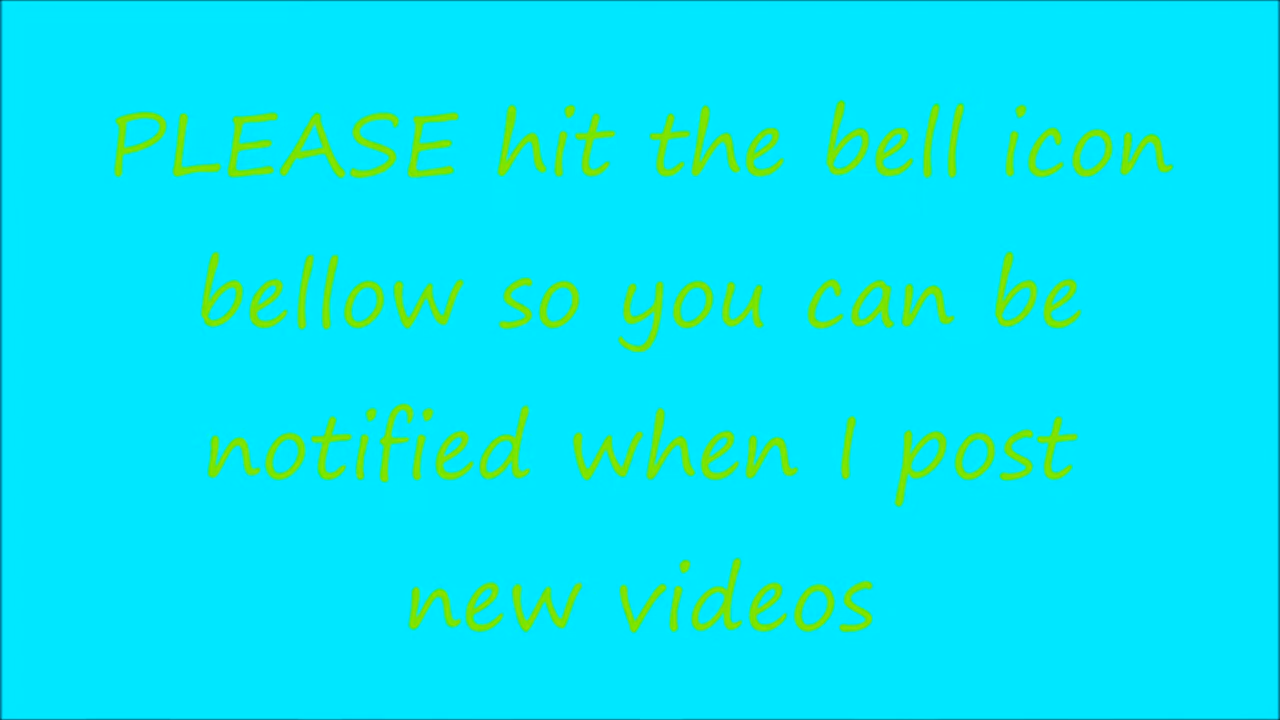 PLEASE hit the bell icon
bellow so you can be
notified when I post
new videos